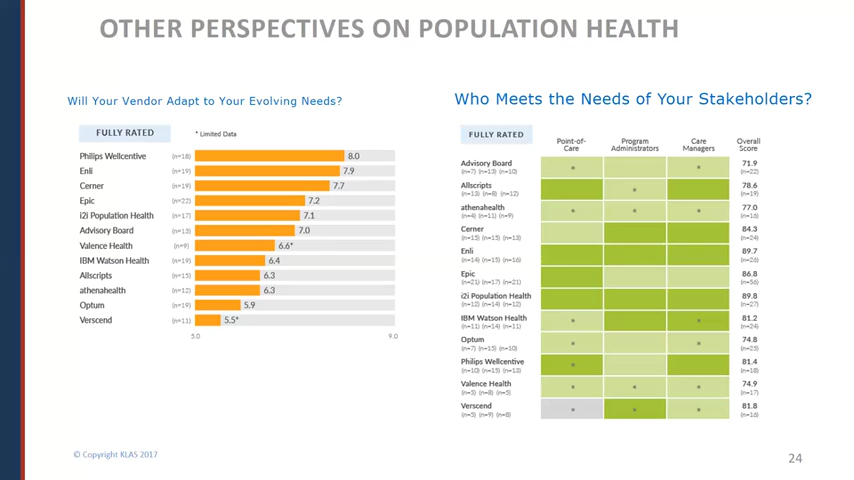 OTHER PERSPECTIVES ON POPULATION HEALTH
Will Your Vendor Adapt to Your Evolving Needs?
FULLY RATED
* Limited Data
Philips Wellcentive (n=18) 8.0
Enli (n=19) 7.9
Cerner (n=19) 7.7
Epic (n=22) 7.2
i2i Population Health (n=17) 7.1
Advisory Board (n=13) 7.0
Valence Health (n=9) 6.6*
IBM Watson Health (n=19) 6.4
Allscripts (n=15) 6.3
athenahealth (n=12) 6.3
Optum (n=19) 5.9
Verscend (n=11) 5.5*
5.0 9.0
Who Meets the Needs of Your Stakeholders?
FULLY RATED
Point-of-Care
Program Administrators
Care Managers
Overall Score
Advisory Board * * 71.9
(n=7) (n=13) (n=10) (n=22)
Allscripts * 78.6
(n=13) (n=8) (n=12) (n=19)
athenahealth * * * 77.0
(n=4) (n=11) (n=9) (n=16)
Cerner 84.3
(n=15) (n=15) (n=13) (n=24)
Enli 89.7
(n=14) (n=15) (n=16) (n=26)
Epic 86.8
(n=21) (n=17) (n=21) (n=56)
i2i Population Health 89.8
(n=12) (n=14) (n=12) (n=27)
IBM Watson Health * * 81.2
(n=11) (n=14) (n=11) (n=24)
Optum * * 74.8
(n=7) (n=15) (n=10) (n=25)
Philips Wellcentive * 81.4
(n=10) (n=15) (n=13) (n=18)
Valence Health * * * 74.9
(n=5) (n=8) (n=5) (n=17)
Verscend * * * 81.8
(n=5) (n=9) (n=8) (n=16)
© Copyright KLAS 2017
24